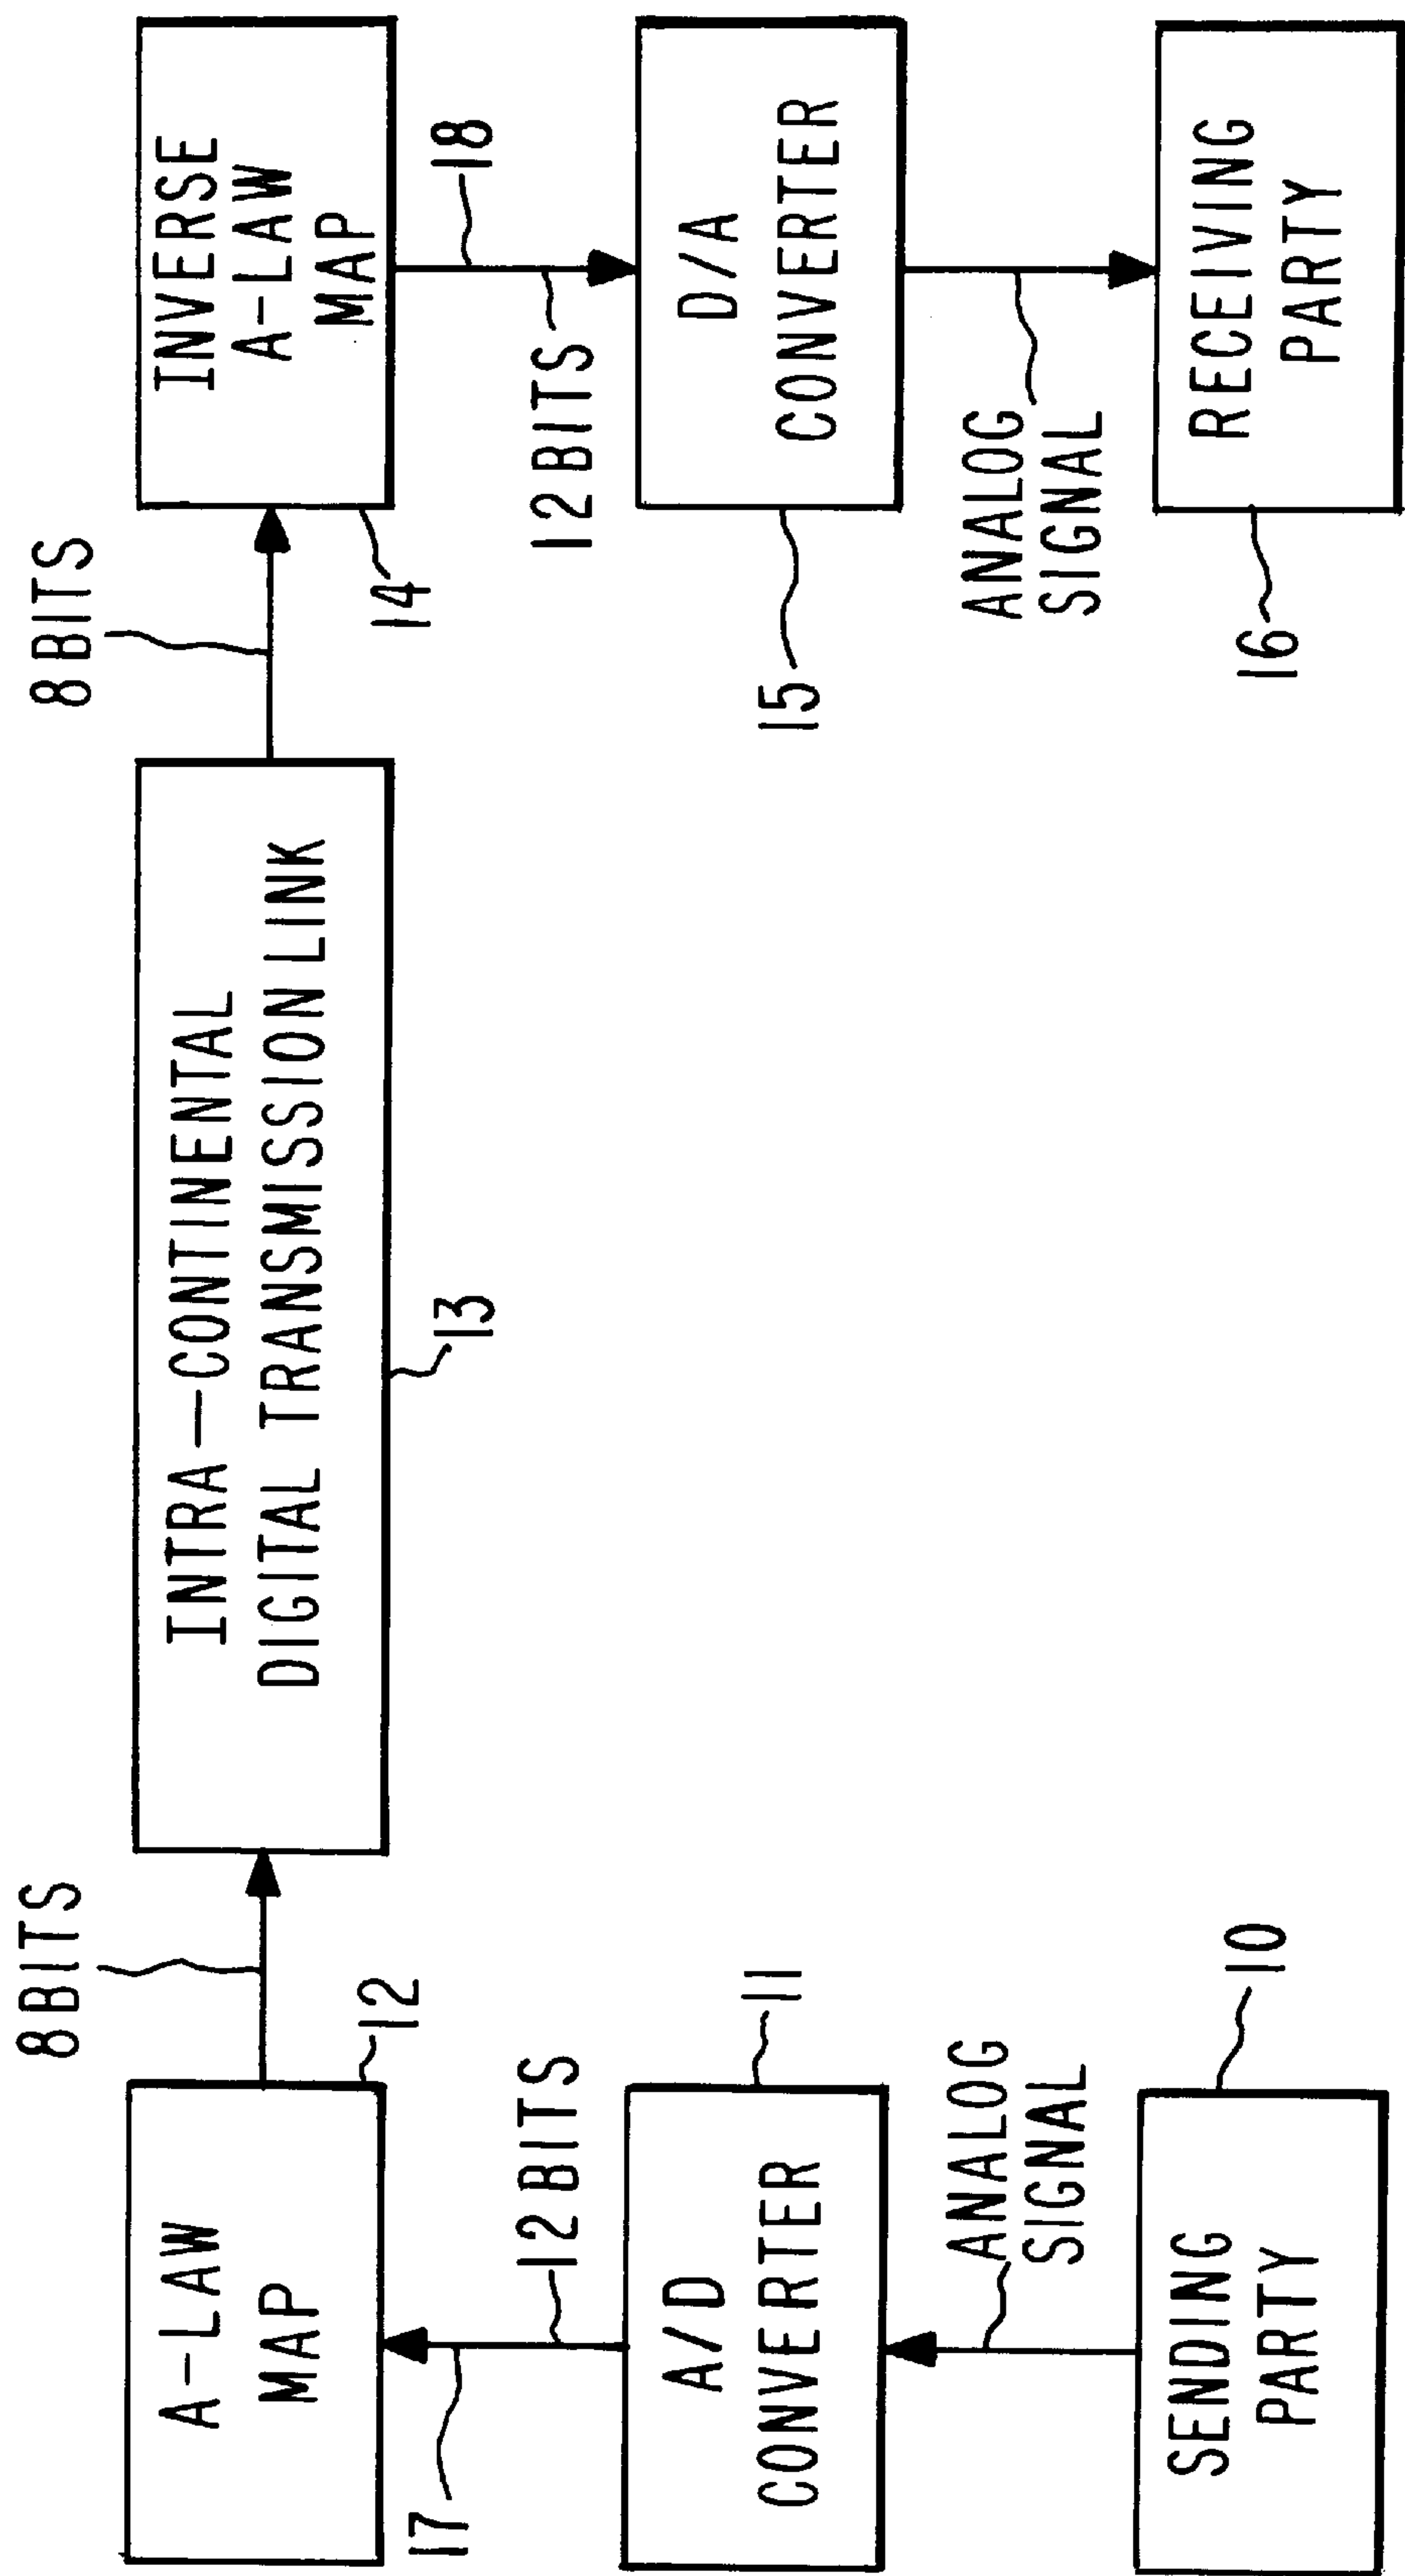 8 BITS
8 BITS
A-LAW
MAP
12
INTRA-CONTINENTAL
DIGITAL TRANSMISSION LINK
13
INVERSE
A-LAW
MAP
14
17
12 BITS
12 BITS
18
A/D
CONVERTER
11
15
D/A
CONVERTER
ANALOG
SIGNAL
ANALOG
SIGNAL
SENDING
PARTY
10
16
RECEIVING
PARTY